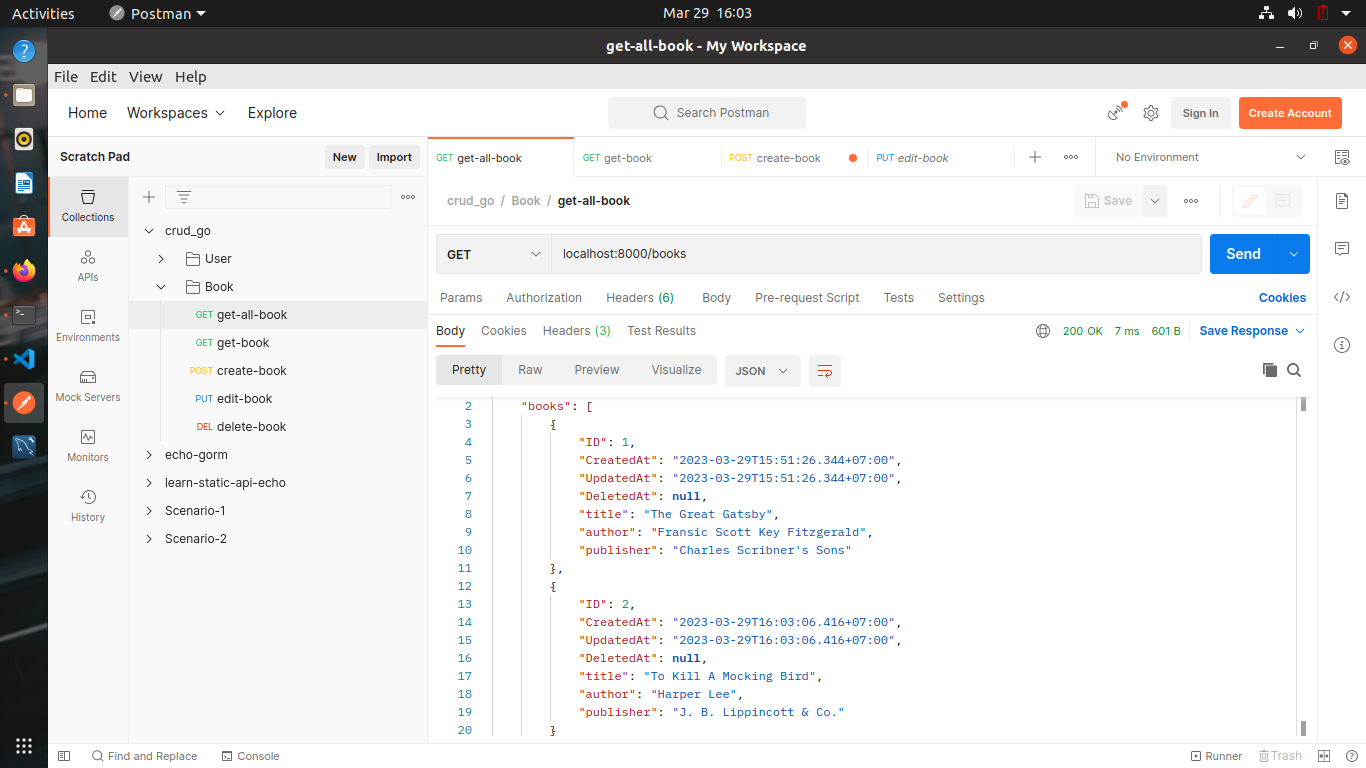 Activities Postman Mar 29 16:03
get-all-book - My Workspace
File Edit View Help
Home Workspaces Explore Search Postman Sign In Create Account
Scratch Pad New Import GET get-all-book GET get-book POST create-book PUT edit-book No Environment
Collections
APIs
Environments
Mock Servers
Monitors
History
crud_go
User
Book
GET get-all-book
GET get-book
POST create-book
PUT edit-book
DEL delete-book
echo-gorm
learn-static-api-echo
Scenario-1
Scenario-2
crud_go / Book / get-all-book Save
GET localhost:8000/books Send
Params Authorization Headers (6) Body Pre-request Script Tests Settings Cookies
Body Cookies Headers (3) Test Results 200 OK 7 ms 601 B Save Response
Pretty Raw Preview Visualize JSON
2 "books": [
3 {
4 "ID": 1,
5 "CreatedAt": "2023-03-29T15:51:26.344+07:00",
6 "UpdatedAt": "2023-03-29T15:51:26.344+07:00",
7 "DeletedAt": null,
8 "title": "The Great Gatsby",
9 "author": "Fransic Scott Key Fitzgerald",
10 "publisher": "Charles Scribner's Sons"
11 },
12 {
13 "ID": 2,
14 "CreatedAt": "2023-03-29T16:03:06.416+07:00",
15 "UpdatedAt": "2023-03-29T16:03:06.416+07:00",
16 "DeletedAt": null,
17 "title": "To Kill A Mocking Bird",
18 "author": "Harper Lee",
19 "publisher": "J. B. Lippincott & Co."
20 }
Find and Replace Console Runner Trash